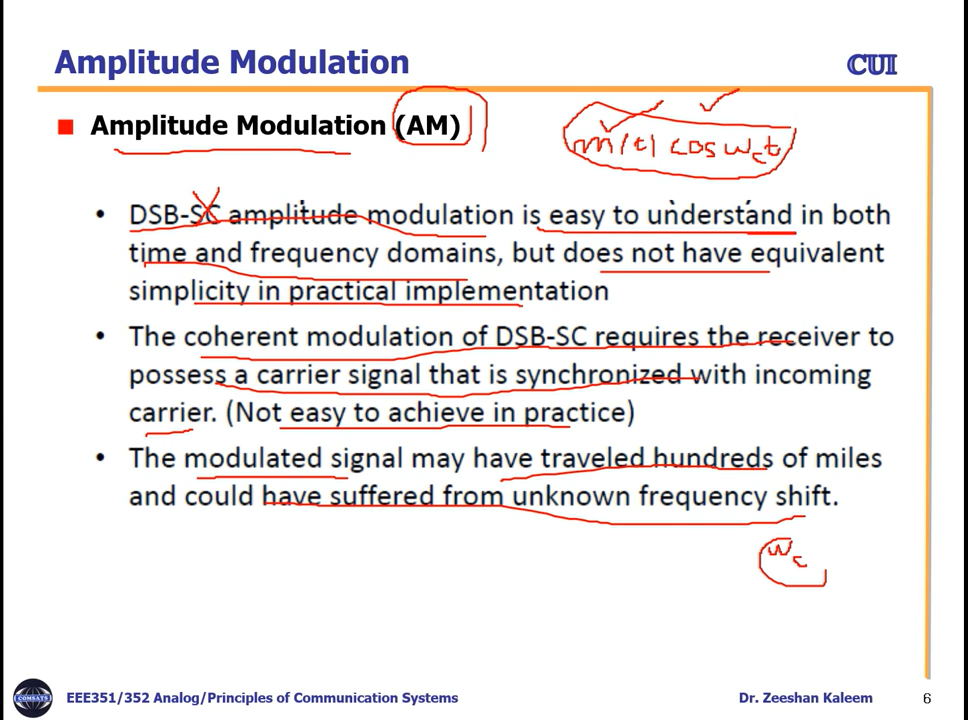 Amplitude Modulation
CUI
Amplitude Modulation (AM)
m(t) cos ωct
• DSB-SC amplitude modulation is easy to understand in both
time and frequency domains, but does not have equivalent
simplicity in practical implementation
• The coherent modulation of DSB-SC requires the receiver to
possess a carrier signal that is synchronized with incoming
carrier. (Not easy to achieve in practice)
• The modulated signal may have traveled hundreds of miles
and could have suffered from unknown frequency shift.
ωc
COMSATS
EEE351/352 Analog/Principles of Communication Systems
Dr. Zeeshan Kaleem
6